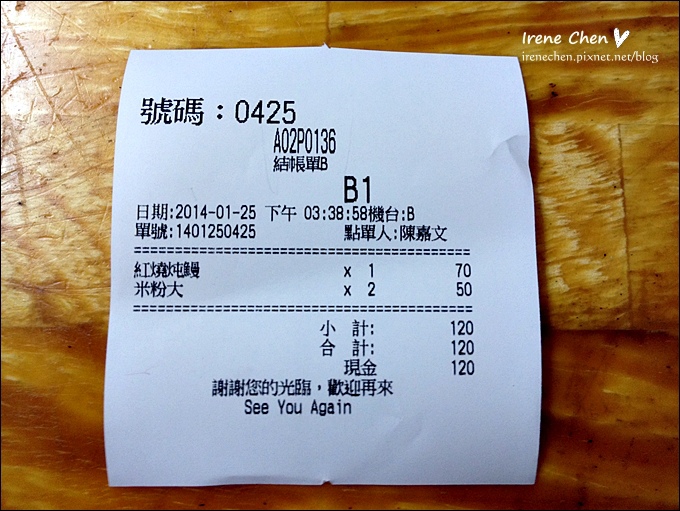 Irene Chen
irenechen.pixnet.net/blog
號碼：0425
A02P0136
結帳單B
B1
日期:2014-01-25 下午 03:38:58機台:B
單號:1401250425 點單人:陳嘉文
紅燒炖鰻 x 1 70
米粉大 x 2 50
小 計: 120
合 計: 120
現金 120
謝謝您的光臨，歡迎再來
See You Again